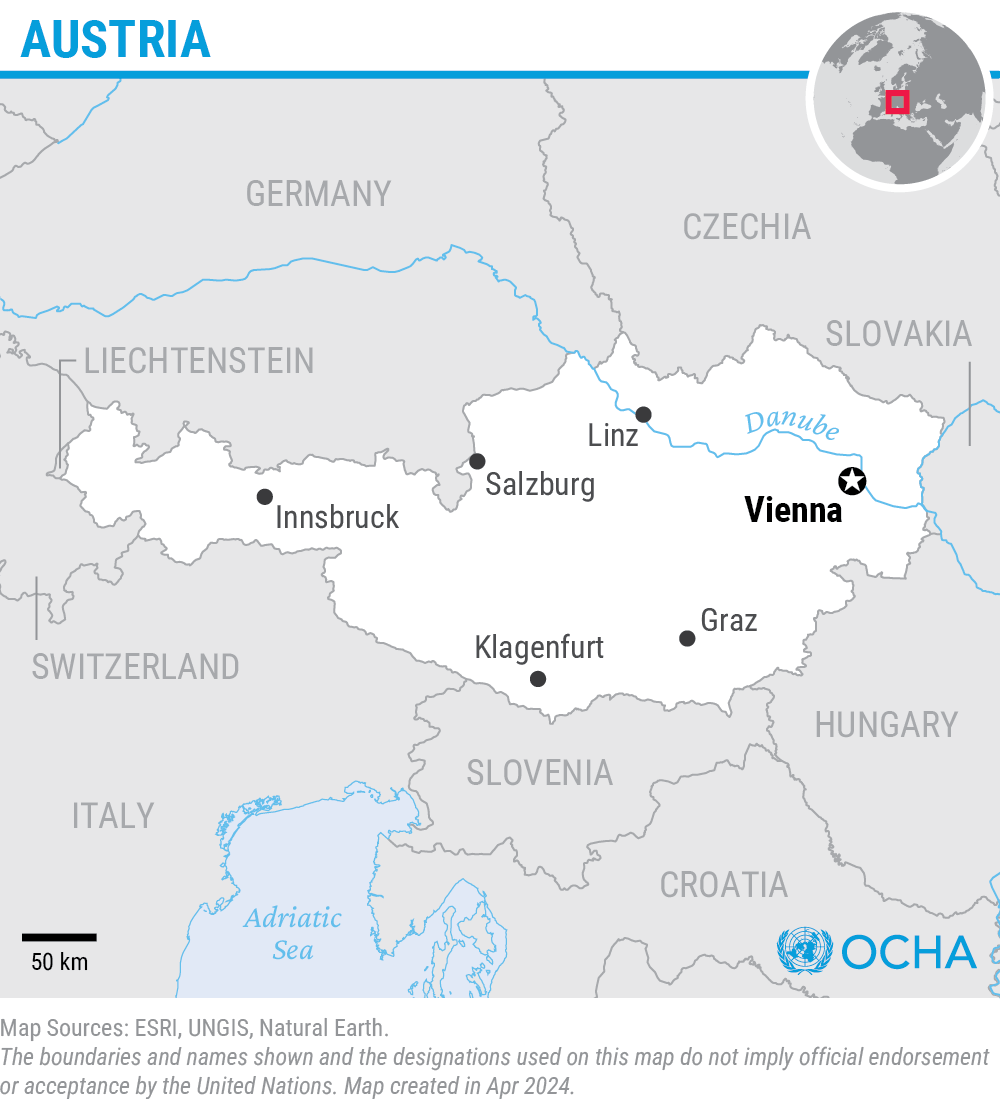 AUSTRIA
GERMANY
CZECHIA
SLOVAKIA
LIECHTENSTEIN
Danube
Linz
Salzburg
Vienna
Innsbruck
Graz
Klagenfurt
SWITZERLAND
HUNGARY
SLOVENIA
ITALY
CROATIA
Adriatic
Sea
50 km
OCHA
Map Sources: ESRI, UNGIS, Natural Earth.
The boundaries and names shown and the designations used on this map do not imply official endorsement
or acceptance by the United Nations. Map created in Apr 2024.